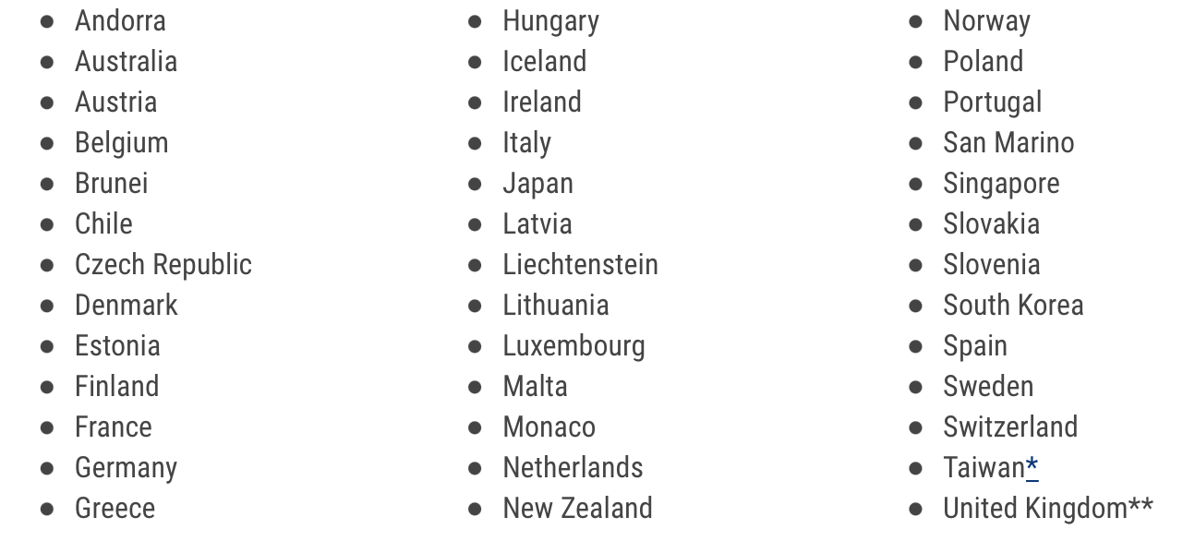 • Andorra
• Australia
• Austria
• Belgium
• Brunei
• Chile
• Czech Republic
• Denmark
• Estonia
• Finland
• France
• Germany
• Greece
• Hungary
• Iceland
• Ireland
• Italy
• Japan
• Latvia
• Liechtenstein
• Lithuania
• Luxembourg
• Malta
• Monaco
• Netherlands
• New Zealand
• Norway
• Poland
• Portugal
• San Marino
• Singapore
• Slovakia
• Slovenia
• South Korea
• Spain
• Sweden
• Switzerland
• Taiwan*
• United Kingdom**